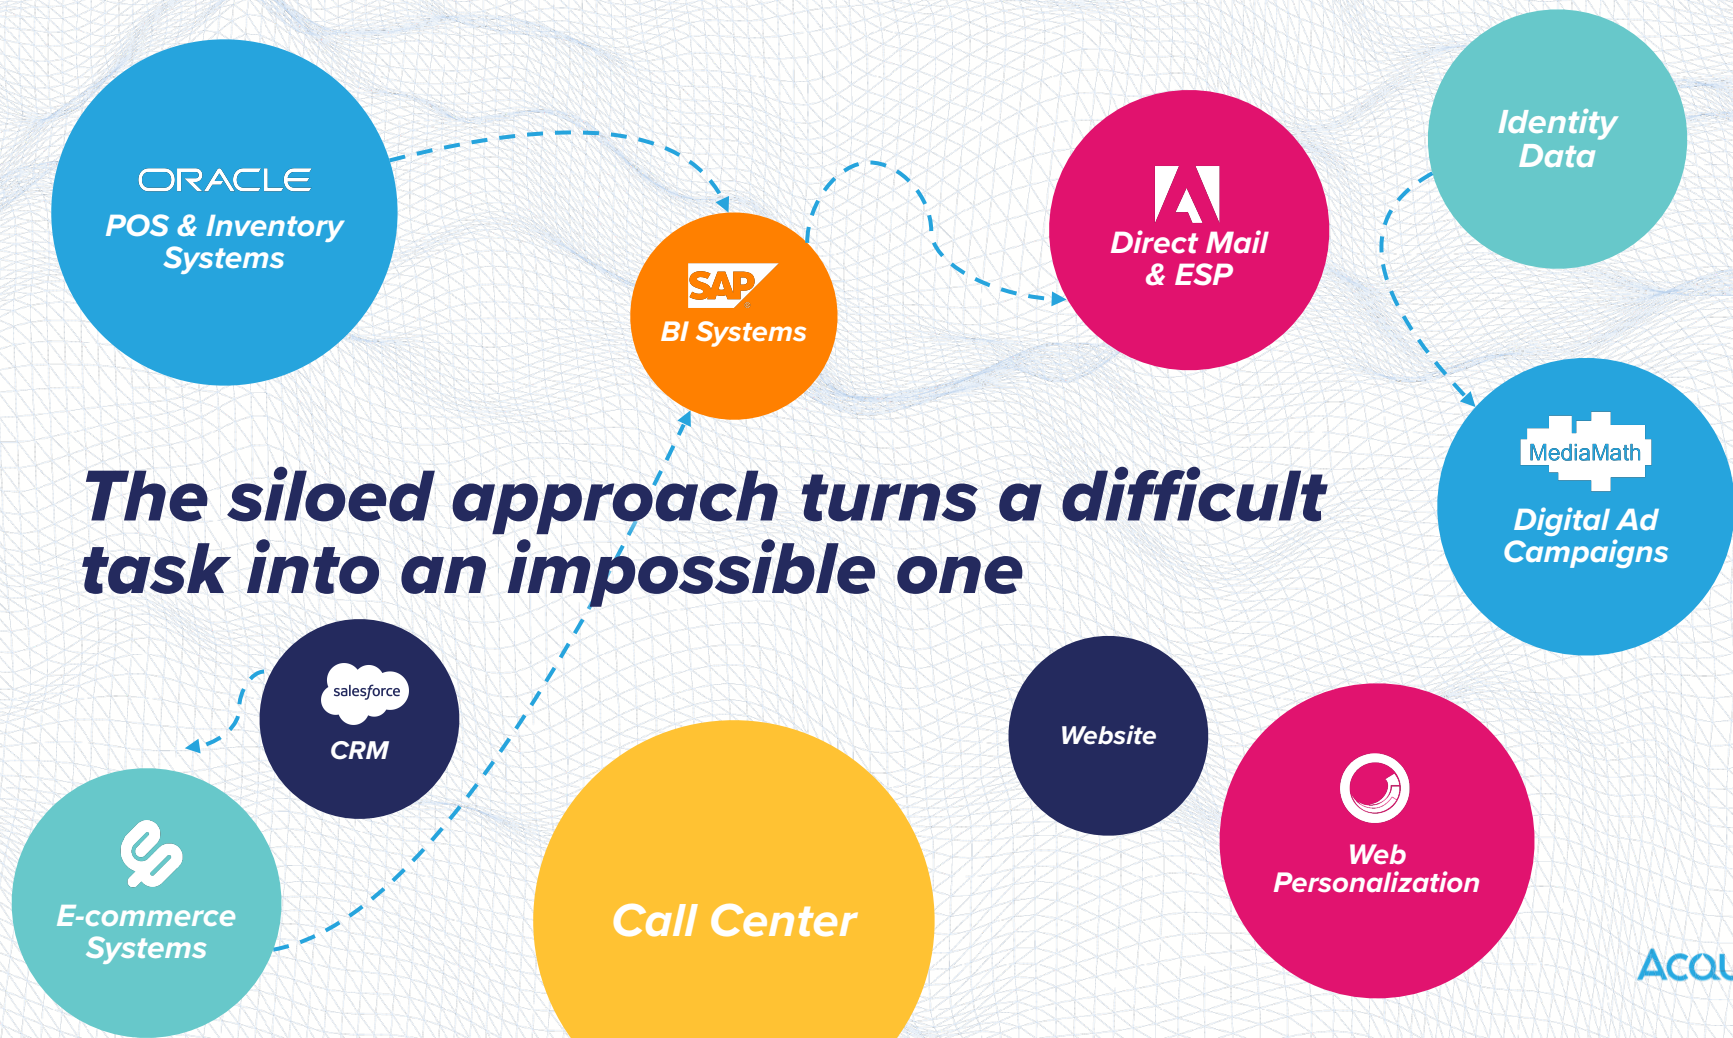 ORACLE
POS & Inventory
Systems
SAP
BI Systems
Direct Mail
& ESP
Identity
Data
MediaMath
Digital Ad
Campaigns
The siloed approach turns a difficult
task into an impossible one
salesforce
CRM
E-commerce
Systems
Call Center
Website
Web
Personalization
Acqu